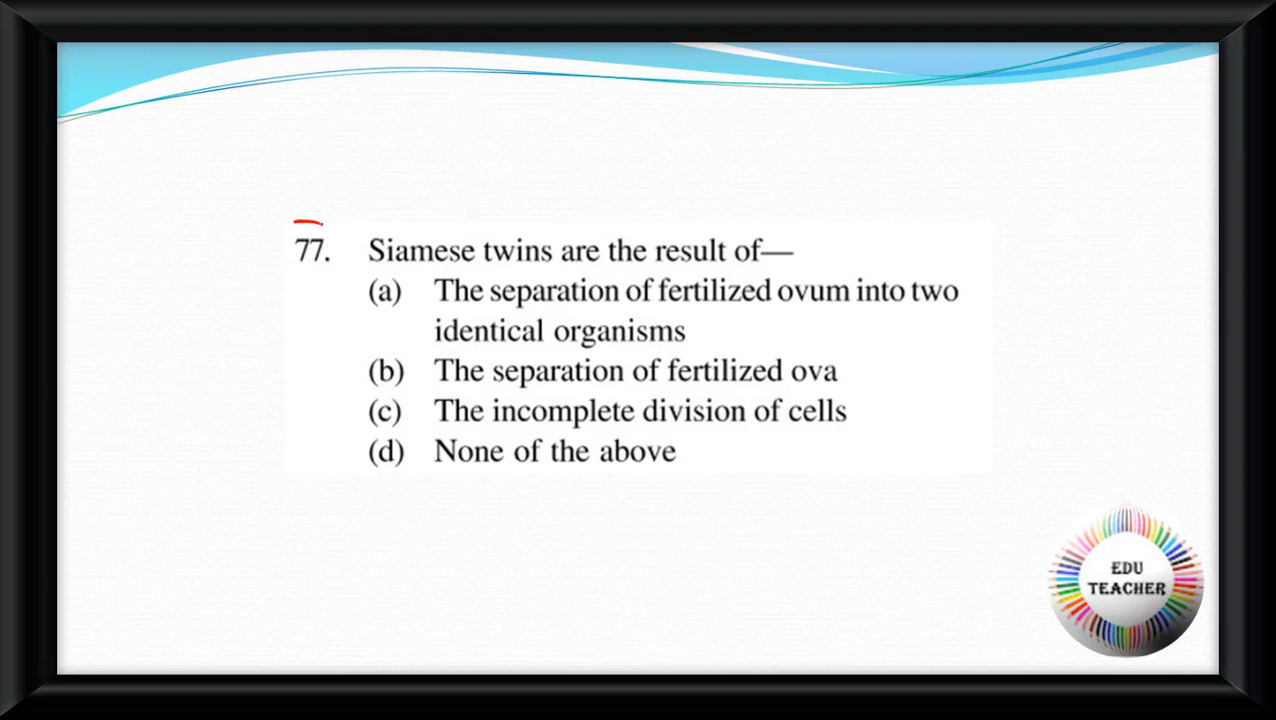 77. Siamese twins are the result of—
(a) The separation of fertilized ovum into two
identical organisms
(b) The separation of fertilized ova
(c) The incomplete division of cells
(d) None of the above
EDU
TEACHER